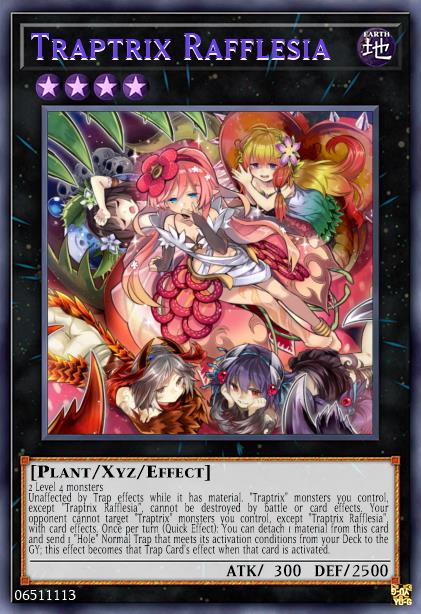 Traptrix Rafflesia
EARTH
地
[Plant/Xyz/Effect]
2 Level 4 monsters
Unaffected by Trap effects while it has material. "Traptrix" monsters you control,
except "Traptrix Rafflesia", cannot be destroyed by battle or card effects. Your
opponent cannot target "Traptrix" monsters you control, except "Traptrix Rafflesia",
with card effects. Once per turn (Quick Effect): You can detach 1 material from this card
and send 1 "Hole" Normal Trap that meets its activation conditions from your Deck to the
GY; this effect becomes that Trap Card's effect when that card is activated.
ATK/ 300 DEF/2500
06511113